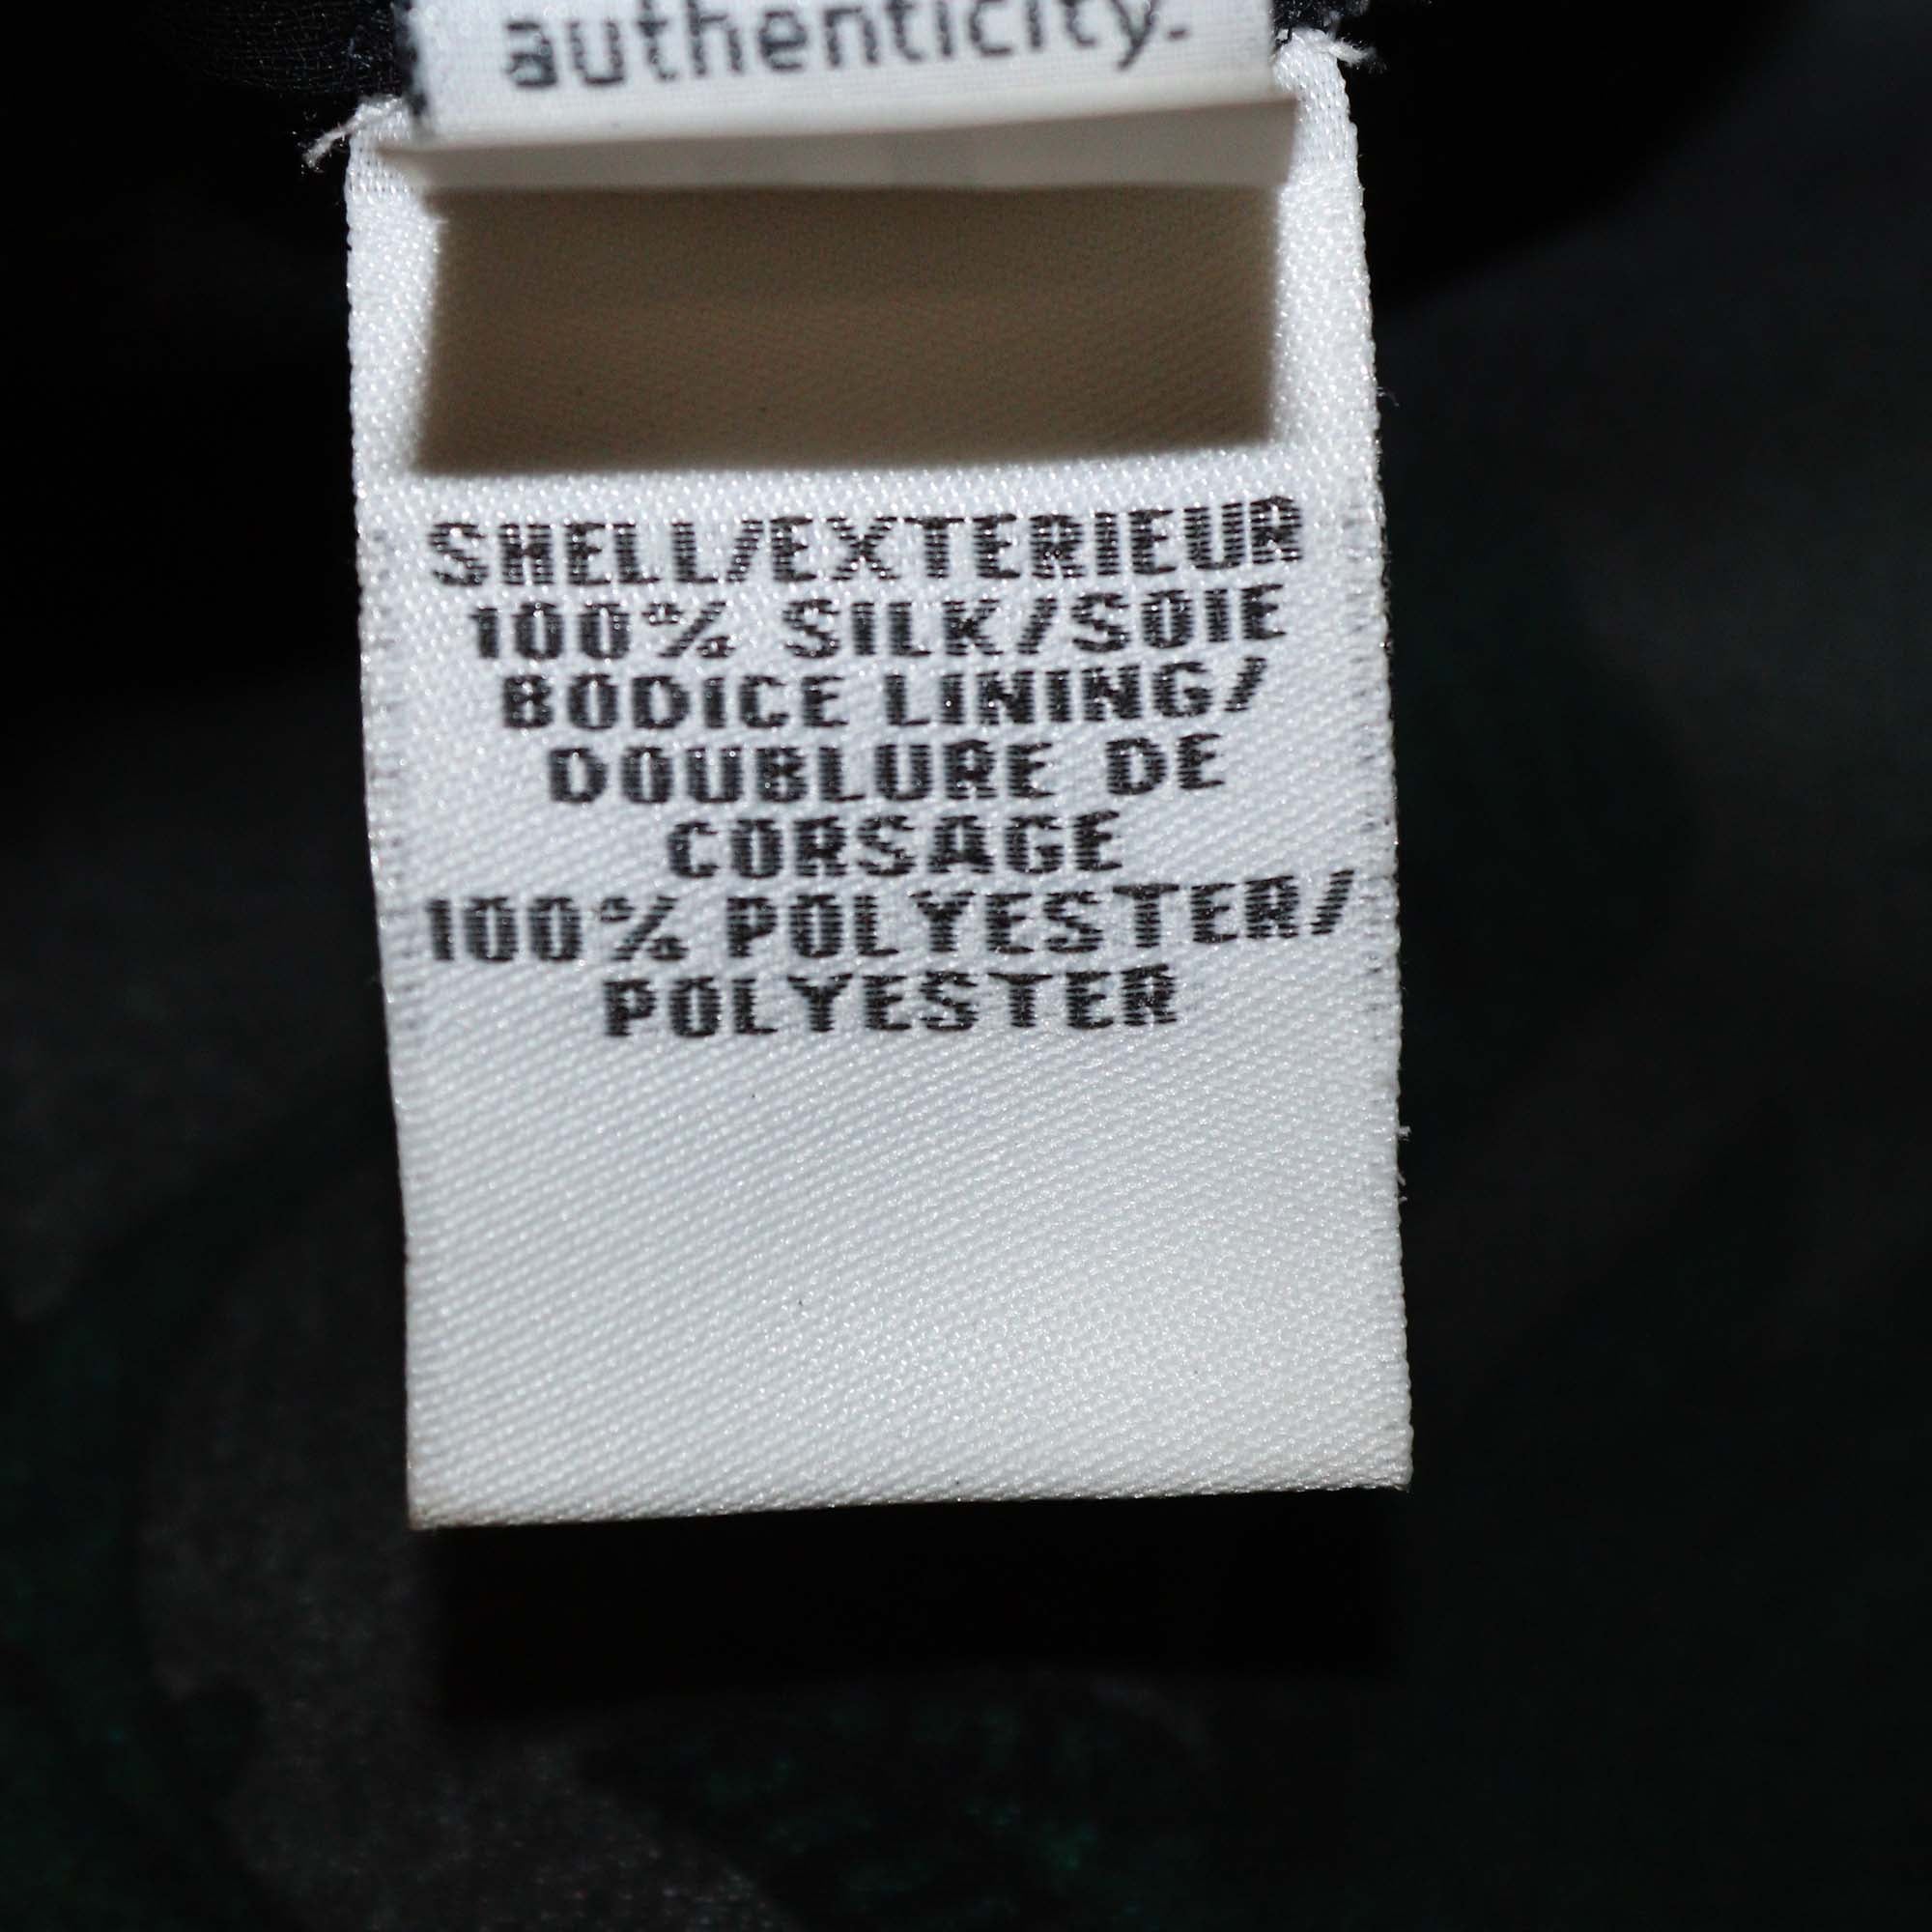 authenticity.
SHELL/EXTERIEUR
100% SILK/SOIE
BODICE LINING/
DOUBLURE DE
CORSAGE
100% POLYESTER/
POLYESTER